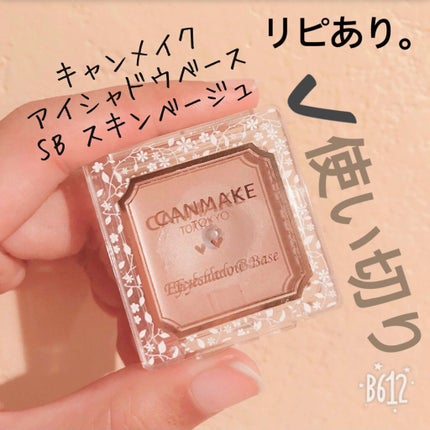 リピあり。
キャンメイク
アイシャドウベース
SB スキンベージュ
✓使い切り
CANMAKE
TOKYO
Eyeshadow Base
B612